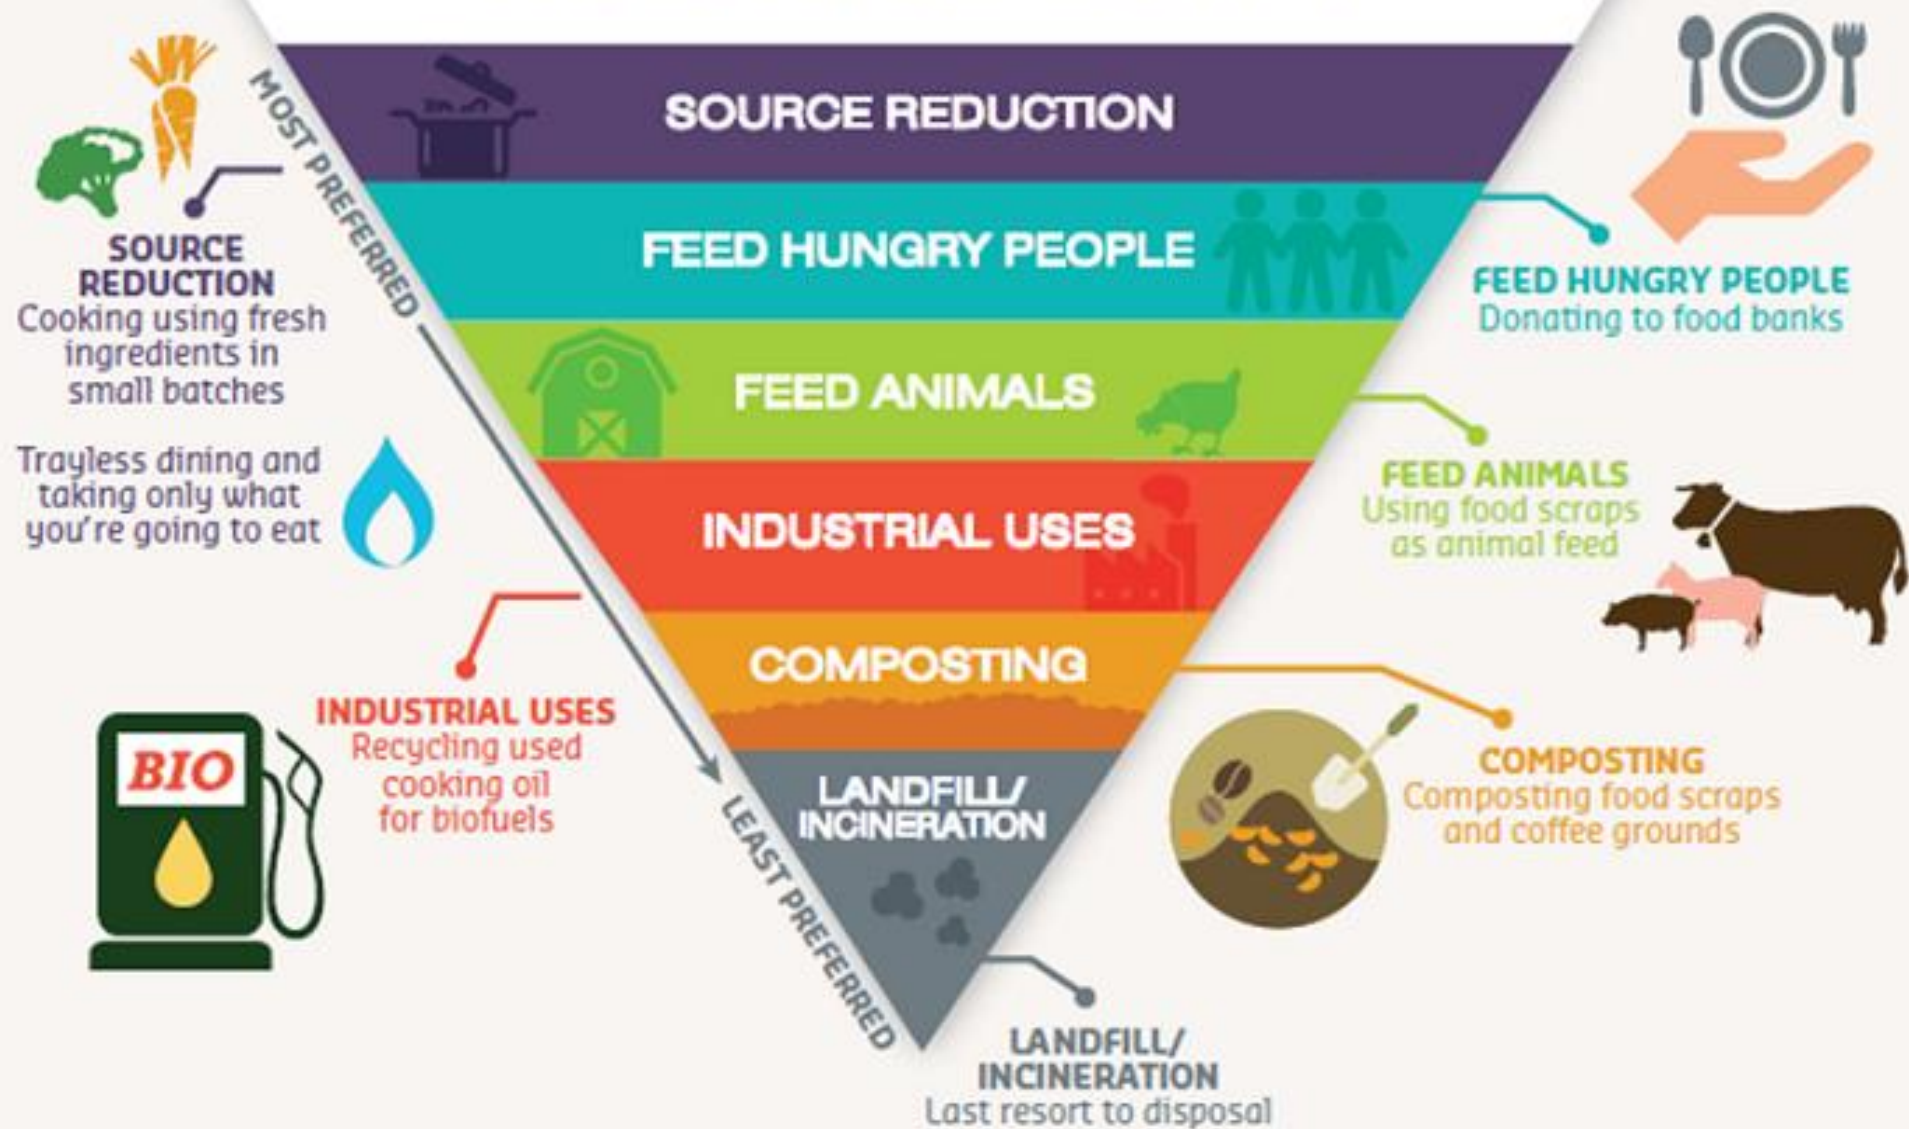 MOST PREFERRED
SOURCE REDUCTION
FEED HUNGRY PEOPLE
FEED ANIMALS
INDUSTRIAL USES
COMPOSTING
LANDFILL/
INCINERATION
LEAST PREFERRED
SOURCE
REDUCTION
Cooking using fresh
ingredients in
small batches
Trayless dining and
taking only what
you're going to eat
FEED HUNGRY PEOPLE
Donating to food banks
FEED ANIMALS
Using food scraps
as animal feed
INDUSTRIAL USES
Recycling used
cooking oil
for biofuels
BIO
COMPOSTING
Composting food scraps
and coffee grounds
LANDFILL/
INCINERATION
Last resort to disposal